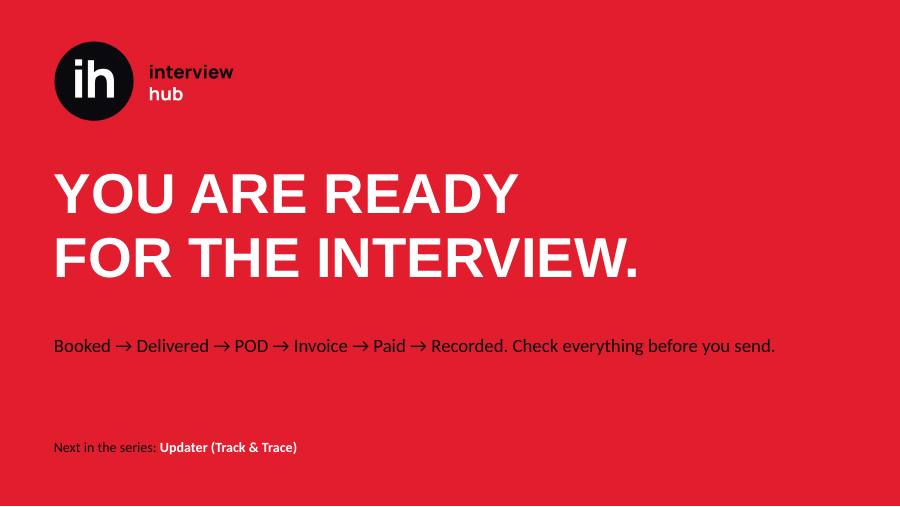 ih
interview
hub
YOU ARE READY
FOR THE INTERVIEW.
Booked → Delivered → POD → Invoice → Paid → Recorded. Check everything before you send.
Next in the series: Updater (Track & Trace)